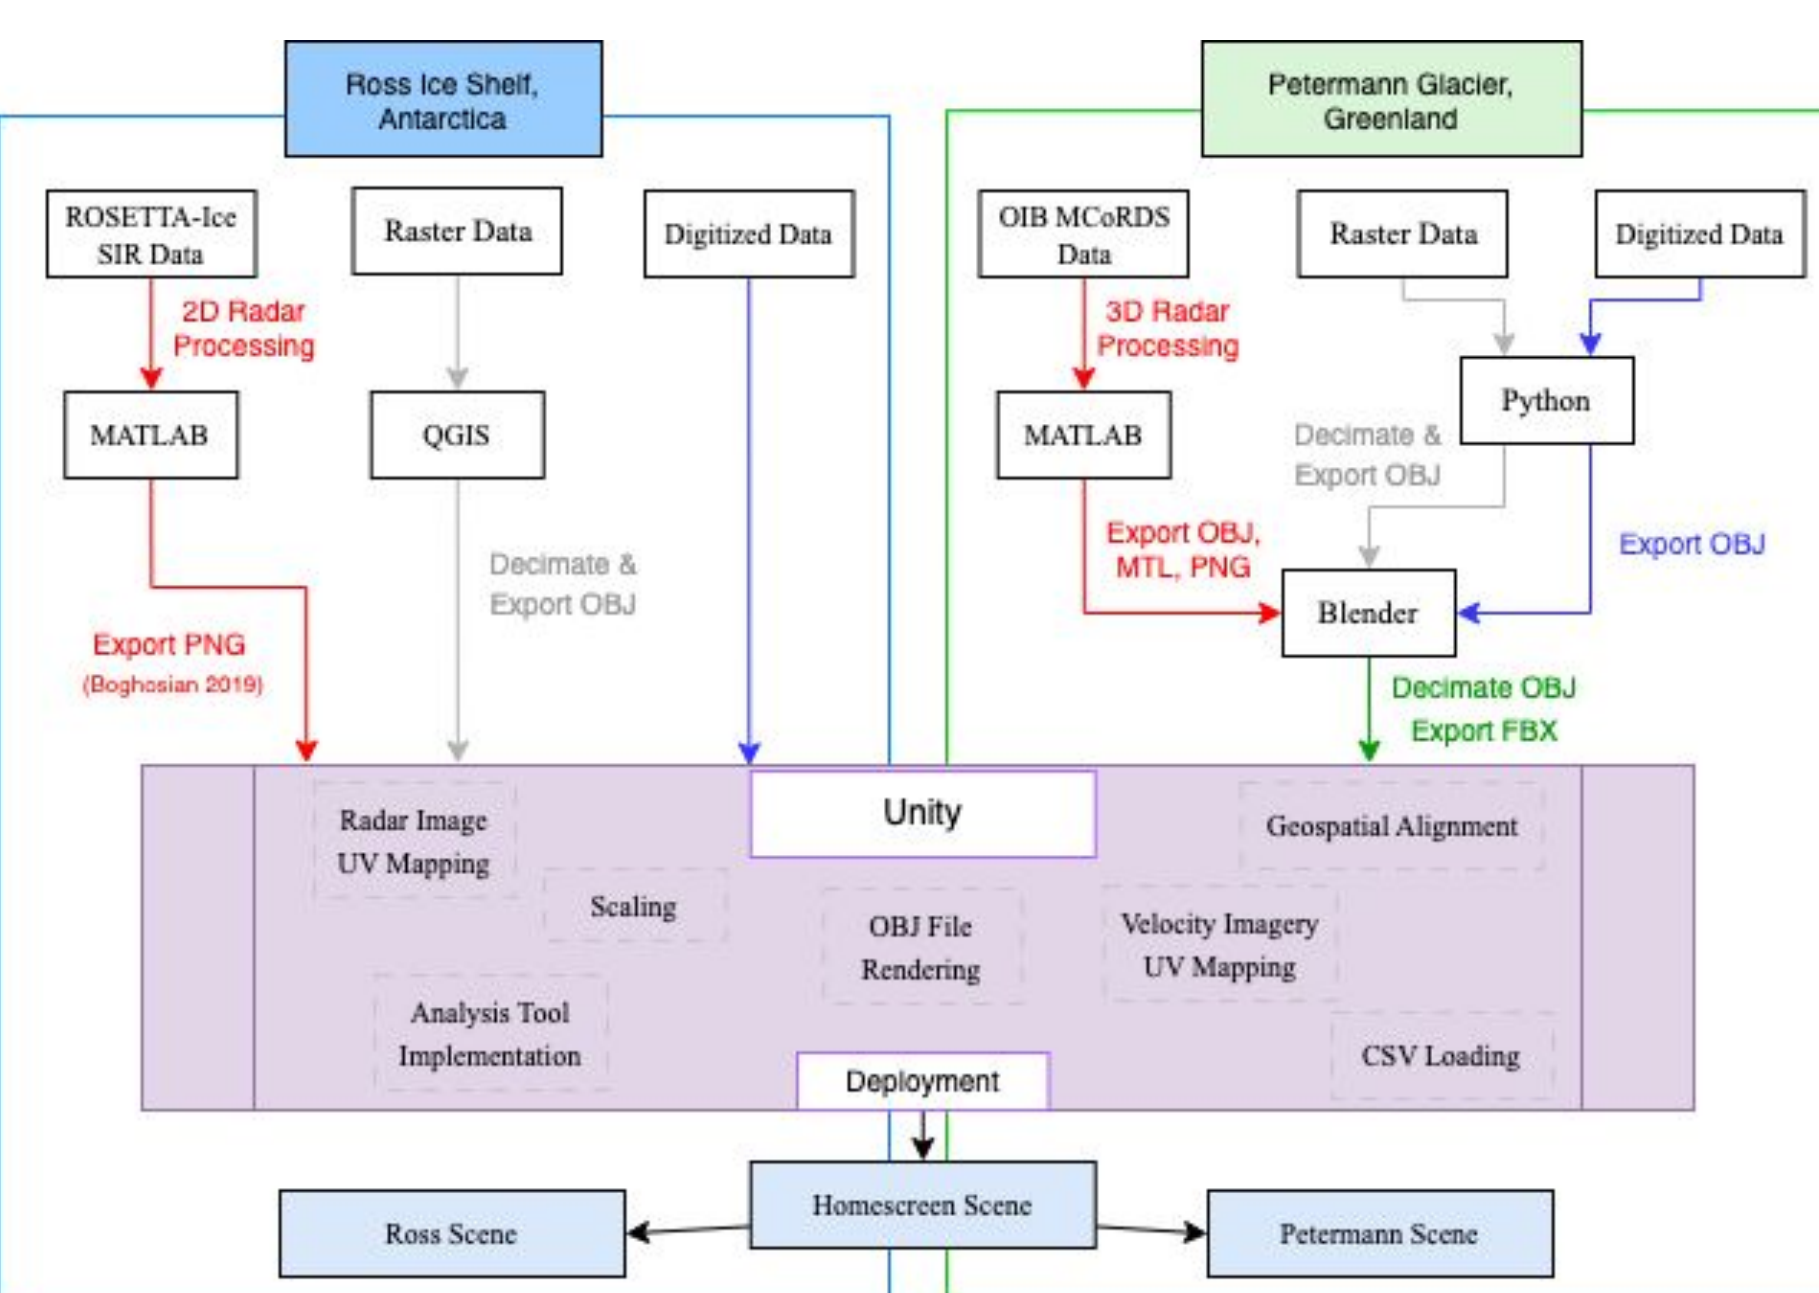 Ross Ice Shelf,
Antarctica
Petermann Glacier,
Greenland
ROSETTA-Ice
SIR Data
Raster Data
Digitized Data
OIB MCoRDS
Data
Raster Data
Digitized Data
2D Radar
Processing
3D Radar
Processing
MATLAB
QGIS
MATLAB
Python
Decimate &
Export OBJ
Export OBJ,
MTL, PNG
Export OBJ
Decimate &
Export OBJ
Blender
Export PNG
(Boghosian 2019)
Decimate OBJ
Export FBX
Unity
Radar Image
UV Mapping
Geospatial Alignment
Scaling
OBJ File
Rendering
Velocity Imagery
UV Mapping
Analysis Tool
Implementation
CSV Loading
Deployment
Homescreen Scene
Ross Scene
Petermann Scene